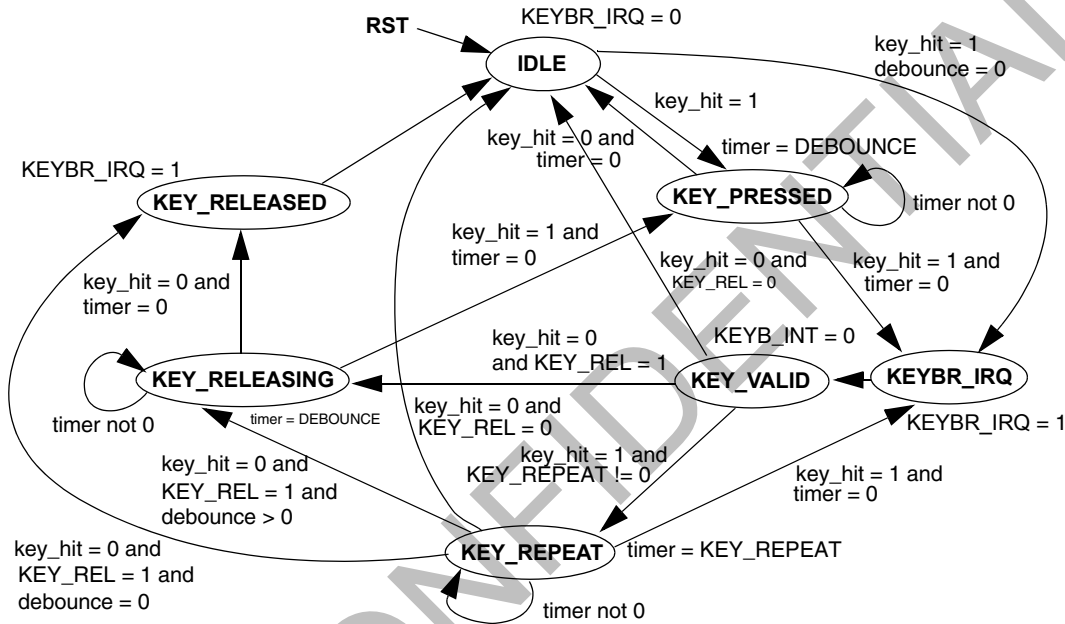 KEYBR_IRQ = 0
RST
IDLE
key_hit = 1
debounce = 0
key_hit = 1
key_hit = 0 and
timer = 0
timer = DEBOUNCE
KEYBR_IRQ = 1
KEY_RELEASED
KEY_PRESSED
timer not 0
key_hit = 1 and
timer = 0
key_hit = 0 and
KEY_REL = 0
key_hit = 1 and
timer = 0
key_hit = 0 and
timer = 0
key_hit = 0
and KEY_REL = 1
KEYB_INT = 0
KEY_RELEASING
KEY_VALID
KEYBR_IRQ
timer not 0
timer = DEBOUNCE
key_hit = 0 and
KEY_REL = 0
KEYBR_IRQ = 1
key_hit = 1 and
KEY_REPEAT != 0
key_hit = 0 and
KEY_REL = 1 and
debounce > 0
key_hit = 1 and
timer = 0
key_hit = 0 and
KEY_REL = 1 and
debounce = 0
KEY_REPEAT
timer = KEY_REPEAT
timer not 0
CONFIDENTIAL